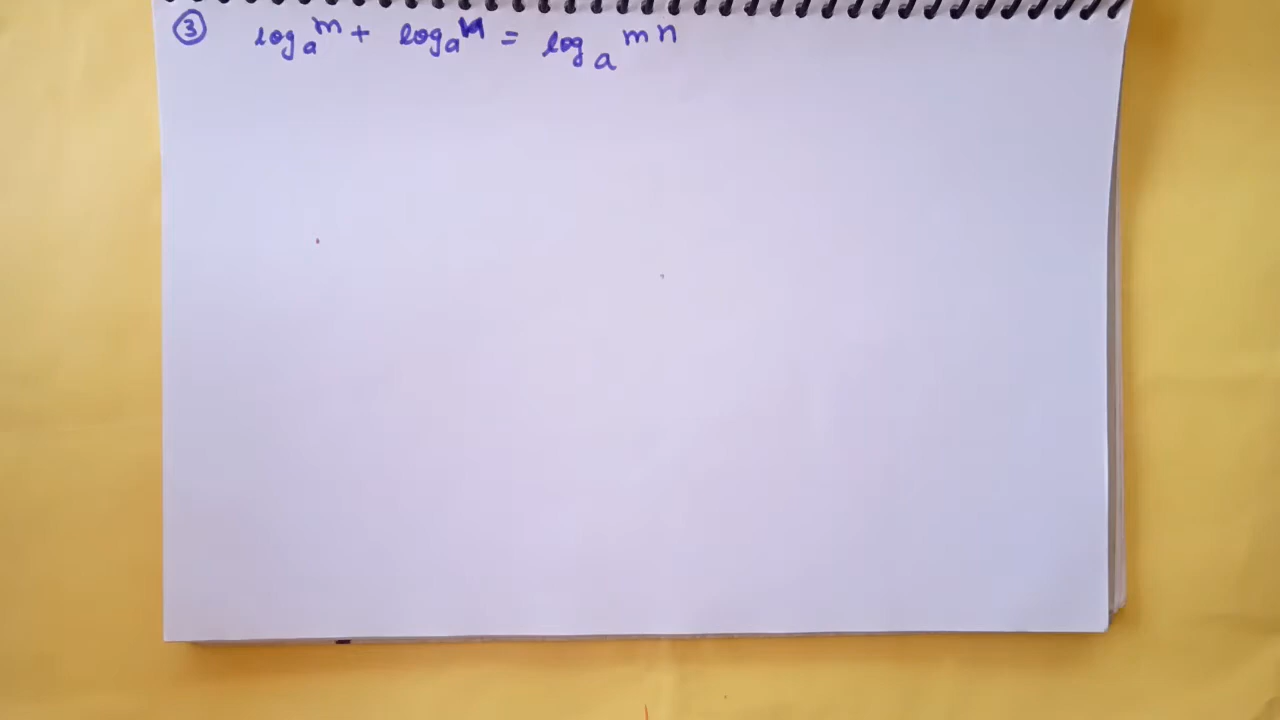 ③ logₐm + logₐn = logₐmn